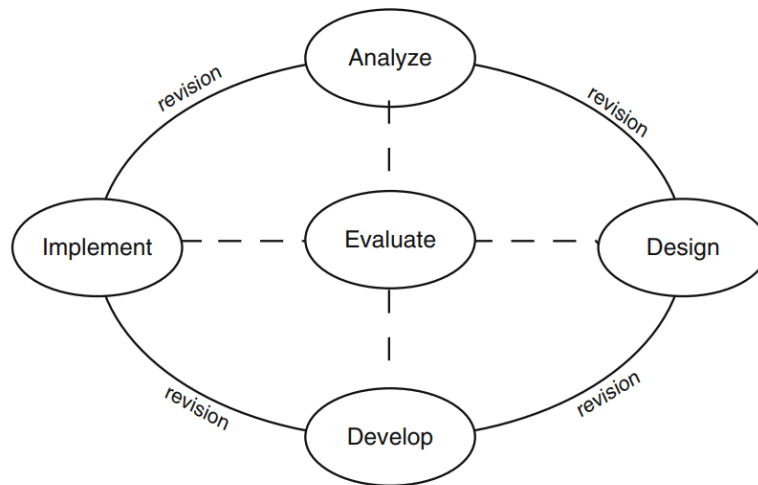 Analyze
revision
revision
Implement
Evaluate
Design
revision
revision
Develop